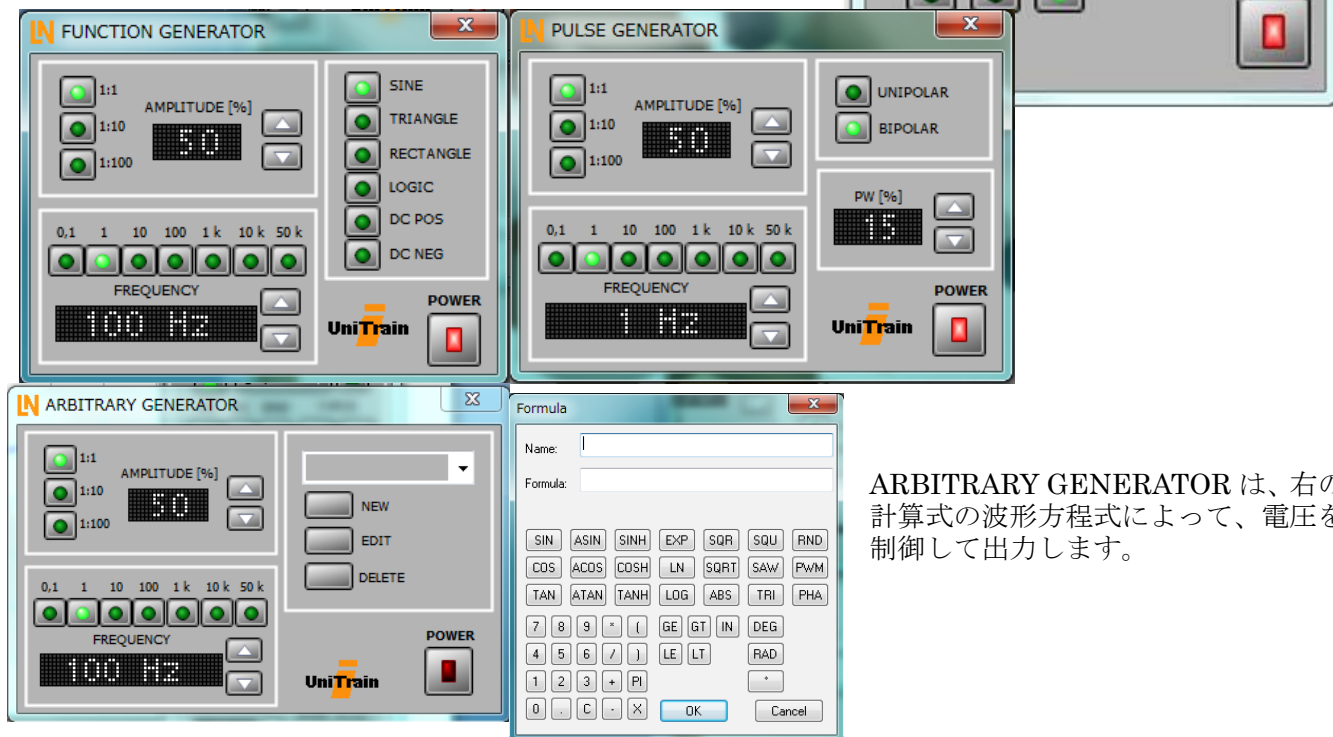 LN FUNCTION GENERATOR
1:1
1:10
1:100
AMPLITUDE [%]
50
SINE
TRIANGLE
RECTANGLE
LOGIC
DC POS
DC NEG
0,1 1 10 100 1 k 10 k 50 k
FREQUENCY
100 Hz
UniTrain
POWER
LN PULSE GENERATOR
1:1
1:10
1:100
AMPLITUDE [%]
50
UNIPOLAR
BIPOLAR
PW [%]
15
0,1 1 10 100 1 k 10 k 50 k
FREQUENCY
1 Hz
UniTrain
POWER
LN ARBITRARY GENERATOR
1:1
1:10
1:100
AMPLITUDE [%]
50
NEW
EDIT
DELETE
0,1 1 10 100 1 k 10 k 50 k
FREQUENCY
100 Hz
UniTrain
POWER
Formula
Name:
Formula:
SIN ASIN SINH EXP SQR SQU RND
COS ACOS COSH LN SQRT SAW PWM
TAN ATAN TANH LOG ABS TRI PHA
7 8 9 * ( GE GT IN DEG
4 5 6 / ) LE LT RAD
1 2 3 + PI °
0 . C - X OK Cancel
ARBITRARY GENERATOR は、右の
計算式の波形方程式によって、電圧を
制御して出力します。